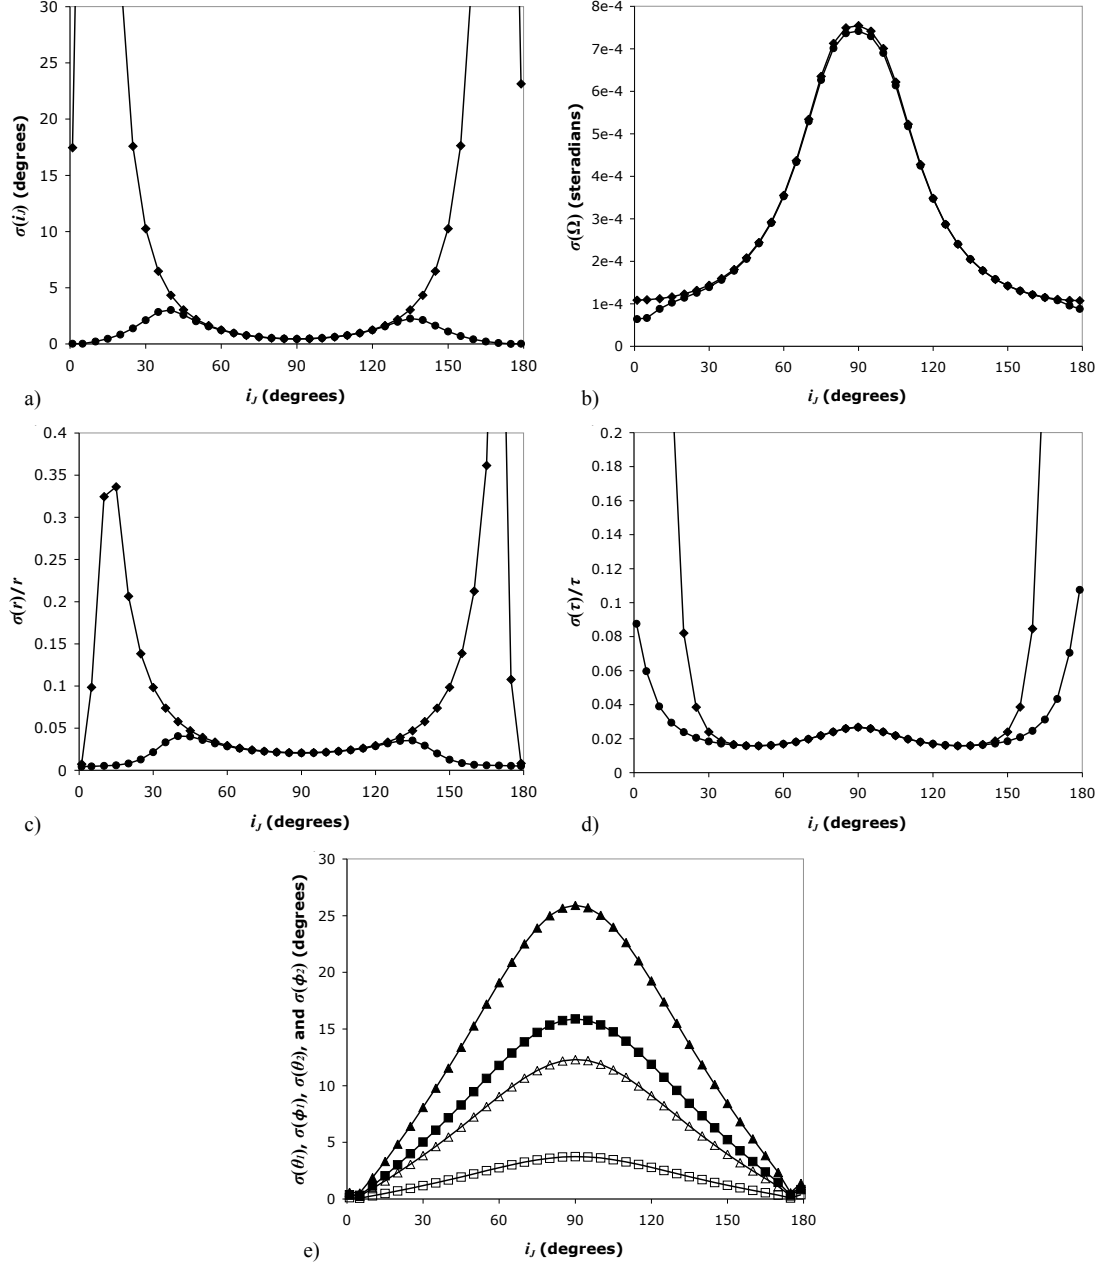 30
25
20
15
10
5
0
σ(iJ) (degrees)
0 30 60 90 120 150 180
iJ (degrees)
a)
8e-4
7e-4
6e-4
5e-4
4e-4
3e-4
2e-4
1e-4
0
σ(Ω) (steradians)
0 30 60 90 120 150 180
iJ (degrees)
b)
0.4
0.35
0.3
0.25
0.2
0.15
0.1
0.05
0
σ(r)/r
0 30 60 90 120 150 180
iJ (degrees)
c)
0.2
0.18
0.16
0.14
0.12
0.1
0.08
0.06
0.04
0.02
0
σ(τ)/τ
0 30 60 90 120 150 180
iJ (degrees)
d)
30
25
20
15
10
5
0
σ(θ1), σ(ϕ1), σ(θ2), and σ(ϕ2) (degrees)
0 30 60 90 120 150 180
iJ (degrees)
e)